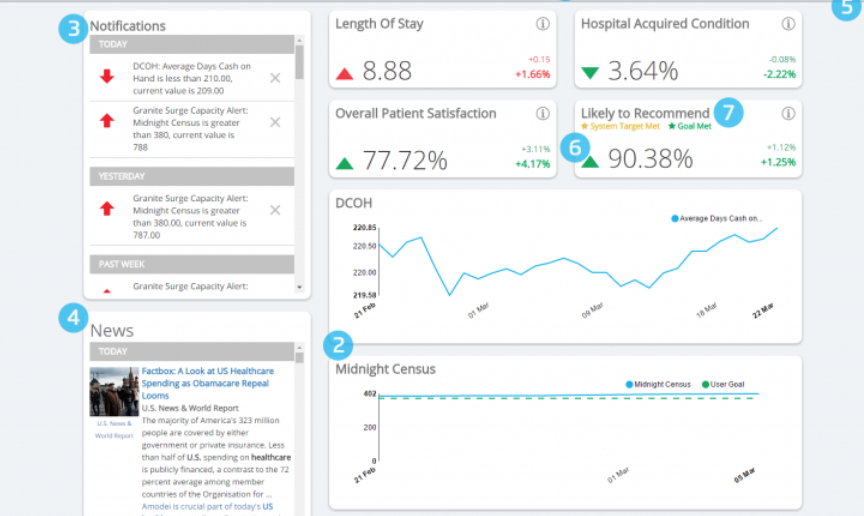 5
3
Notifications
TODAY
DCOH: Average Days Cash on
Hand is less than 210.00,
current value is 209.00
Granite Surge Capacity Alert:
Midnight Census is greater
than 380, current value is
788
YESTERDAY
Granite Surge Capacity Alert:
Midnight Census is greater
than 380.00, current value is
787.00
PAST WEEK
Granite Surge Capacity Alert:
4
News
TODAY
Factbox: A Look at US Healthcare
Spending as Obamacare Repeal
Looms
U.S. News & World Report
U.S. News &
World Report
The majority of America's 323 million
people are covered by either
government or private insurance. Less
than half of U.S. spending on healthcare
is publicly financed, a contrast to the 72
percent average among member
countries of the Organisation for ...
Amodei is crucial part of today's US
Length Of Stay
8.88
+0.15
+1.66%
Hospital Acquired Condition
3.64%
-0.08%
-2.22%
Overall Patient Satisfaction
77.72%
+3.11%
+4.17%
Likely to Recommend
7
System Target Met Goal Met
6
90.38%
+1.12%
+1.25%
DCOH
Average Days Cash on...
220.85
220.50
220.00
219.58
21 Feb
01 Mar
09 Mar
18 Mar
22 Mar
2
Midnight Census
Midnight Census User Goal
402
200
0
21 Feb
01 Mar
05 Mar